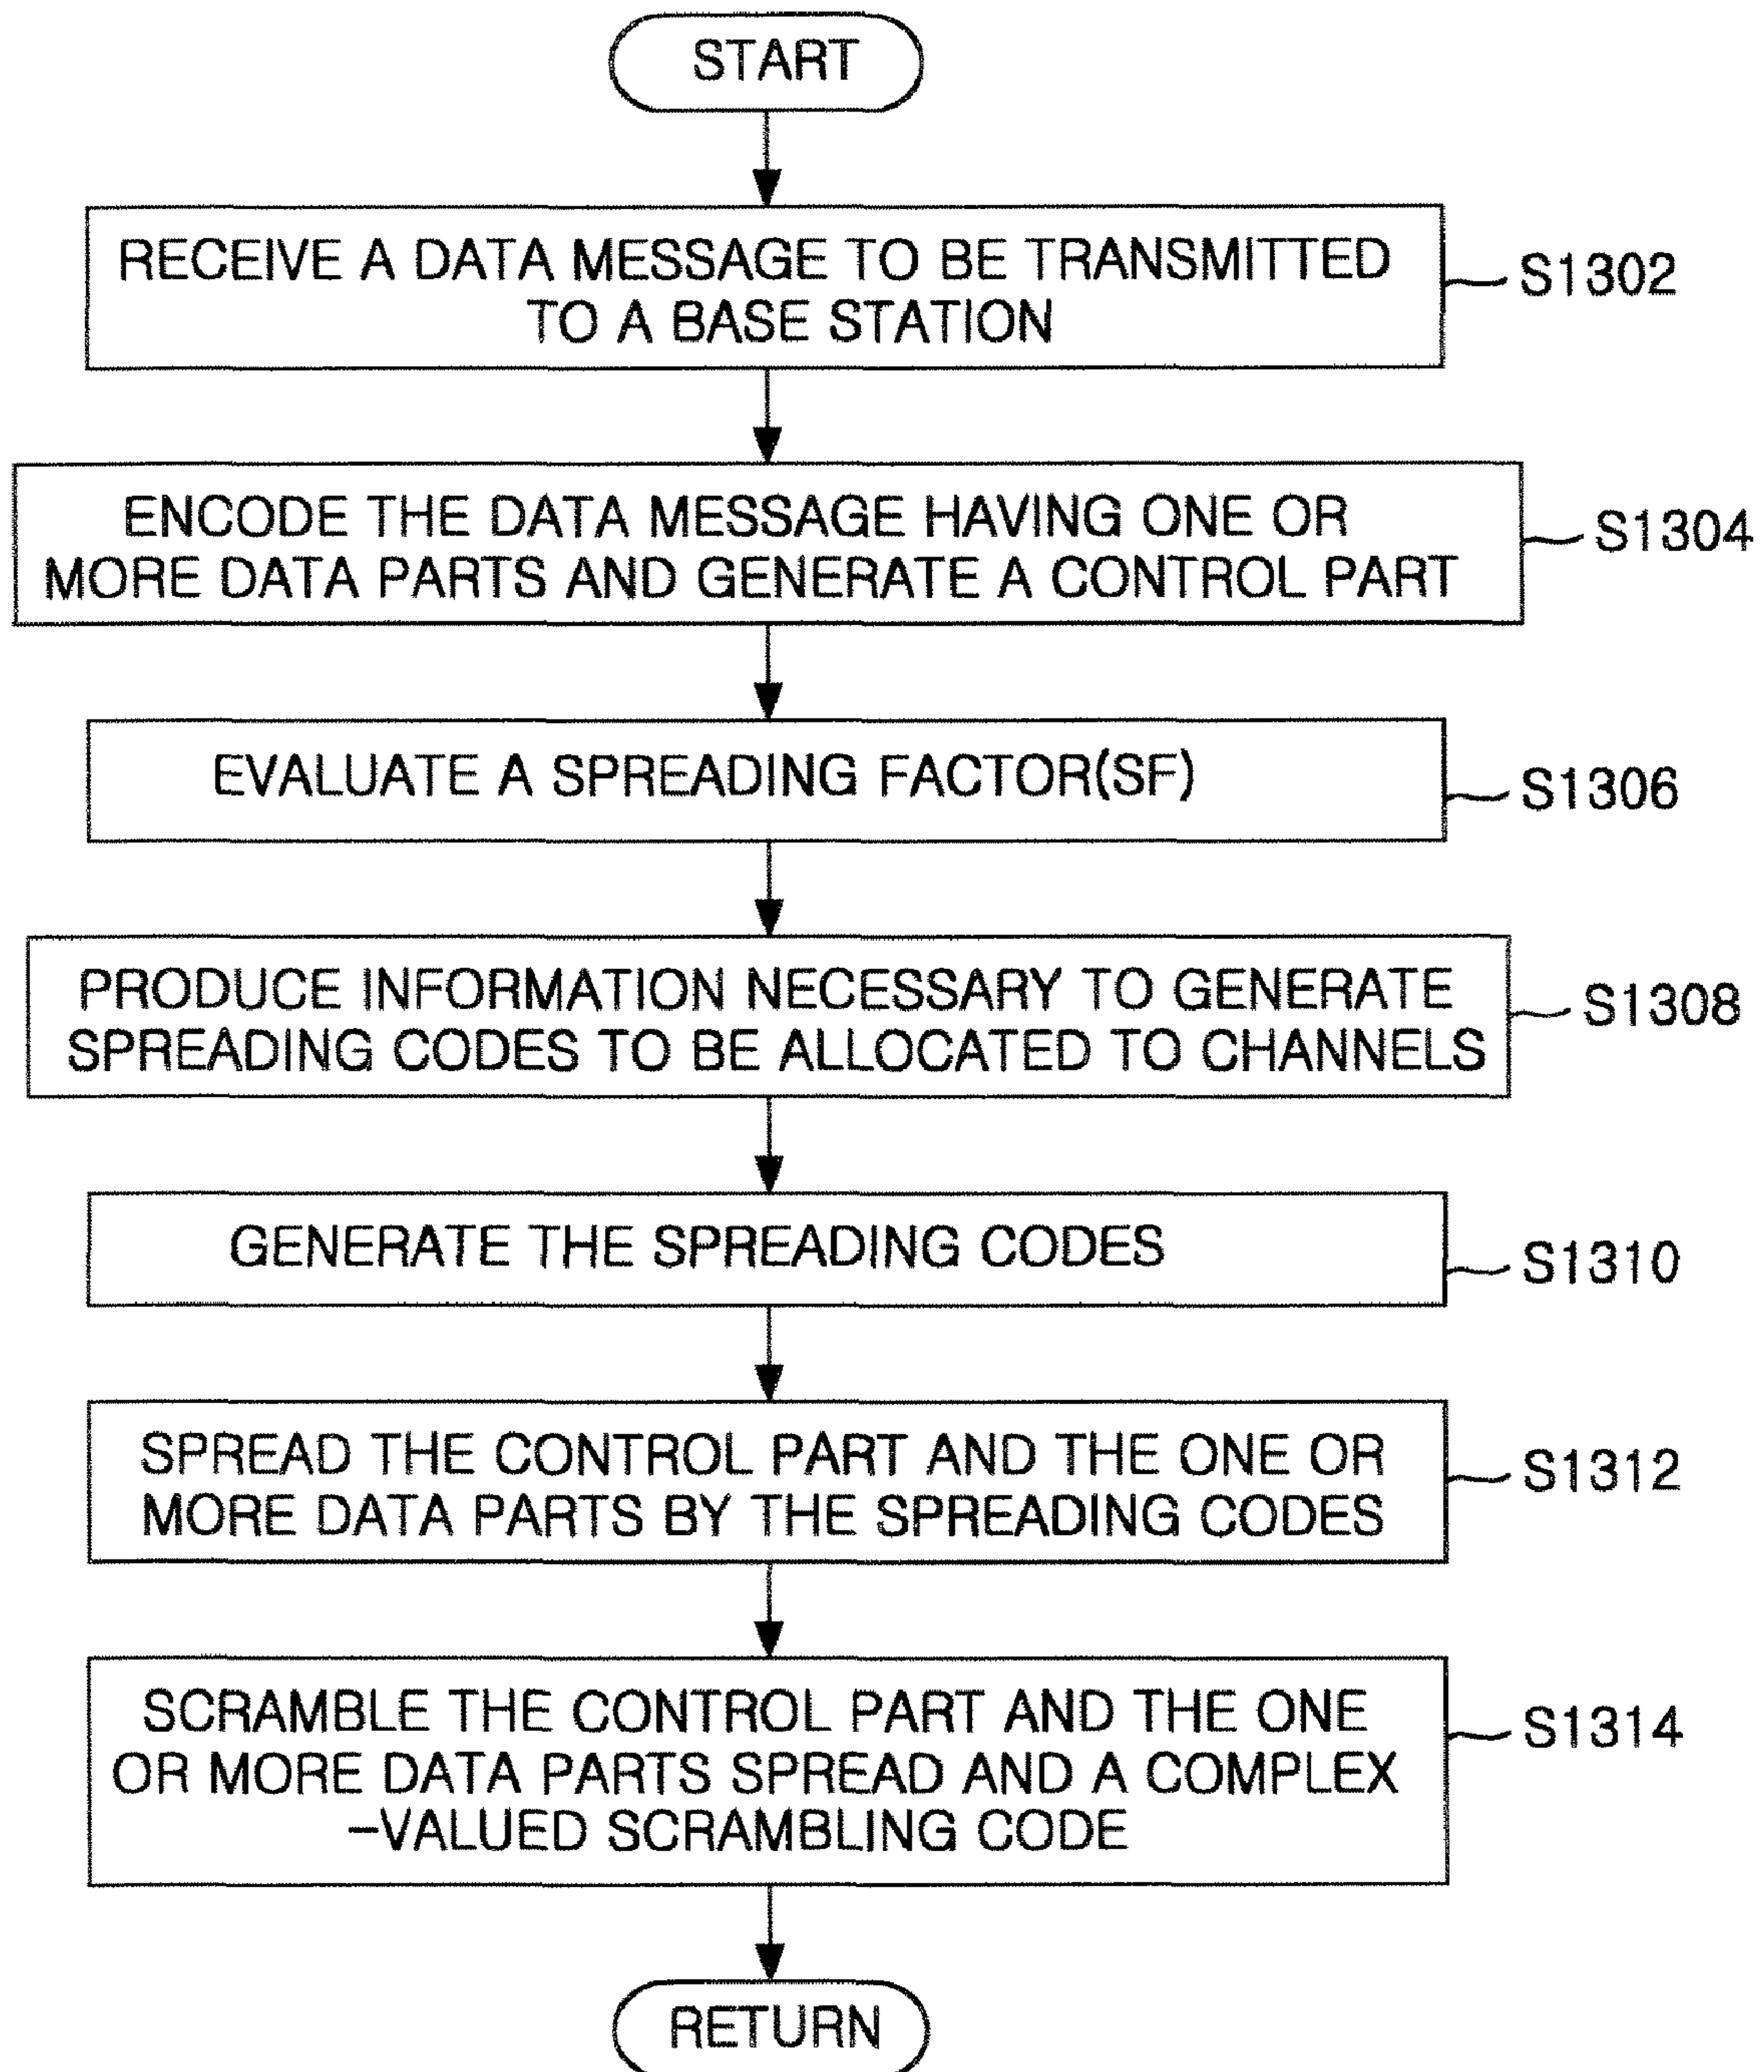 START
RECEIVE A DATA MESSAGE TO BE TRANSMITTED
TO A BASE STATION
S1302
ENCODE THE DATA MESSAGE HAVING ONE OR
MORE DATA PARTS AND GENERATE A CONTROL PART
S1304
EVALUATE A SPREADING FACTOR(SF)
S1306
PRODUCE INFORMATION NECESSARY TO GENERATE
SPREADING CODES TO BE ALLOCATED TO CHANNELS
S1308
GENERATE THE SPREADING CODES
S1310
SPREAD THE CONTROL PART AND THE ONE OR
MORE DATA PARTS BY THE SPREADING CODES
S1312
SCRAMBLE THE CONTROL PART AND THE ONE
OR MORE DATA PARTS SPREAD AND A COMPLEX
-VALUED SCRAMBLING CODE
S1314
RETURN